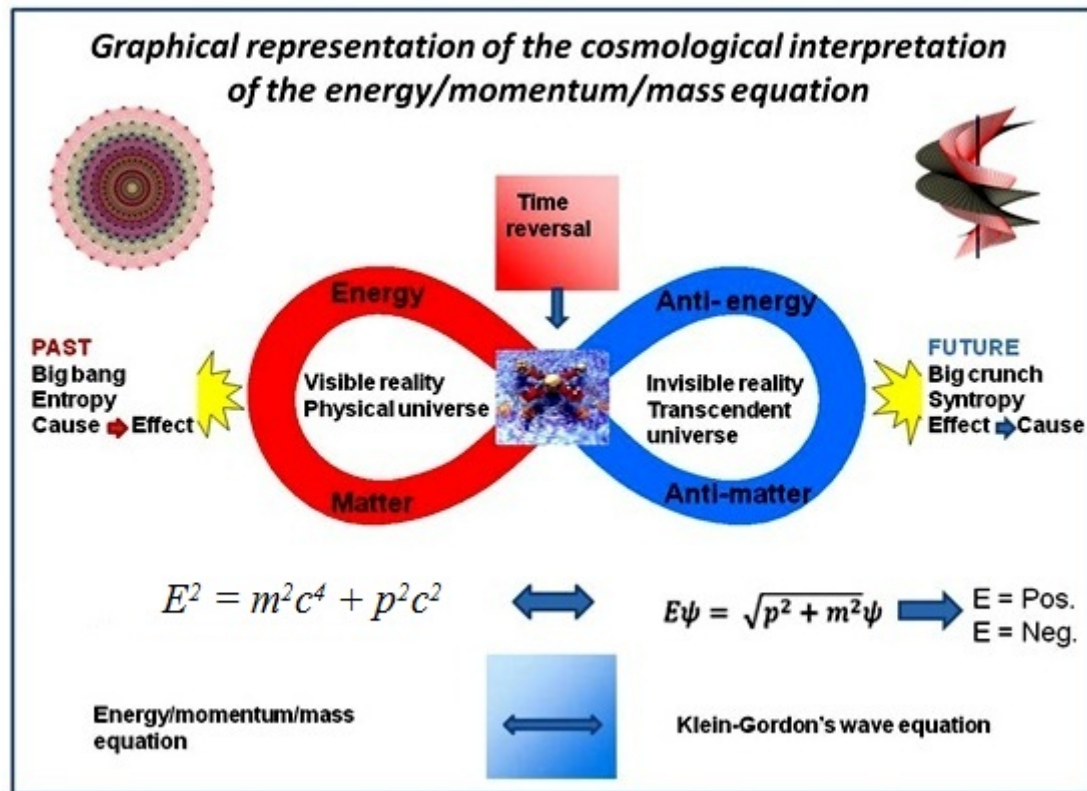 Graphical representation of the cosmological interpretation
of the energy/momentum/mass equation
Time
reversal
Energy
Anti- energy
PAST
Big bang
Entropy
Cause ➡ Effect
Visible reality
Physical universe
Invisible reality
Transcendent
universe
FUTURE
Big crunch
Syntropy
Effect ➡ Cause
Matter
Anti-matter
E² = m²c⁴ + p²c²
Eψ = √(p² + m²)ψ
E = Pos.
E = Neg.
Energy/momentum/mass
equation
Klein-Gordon's wave equation